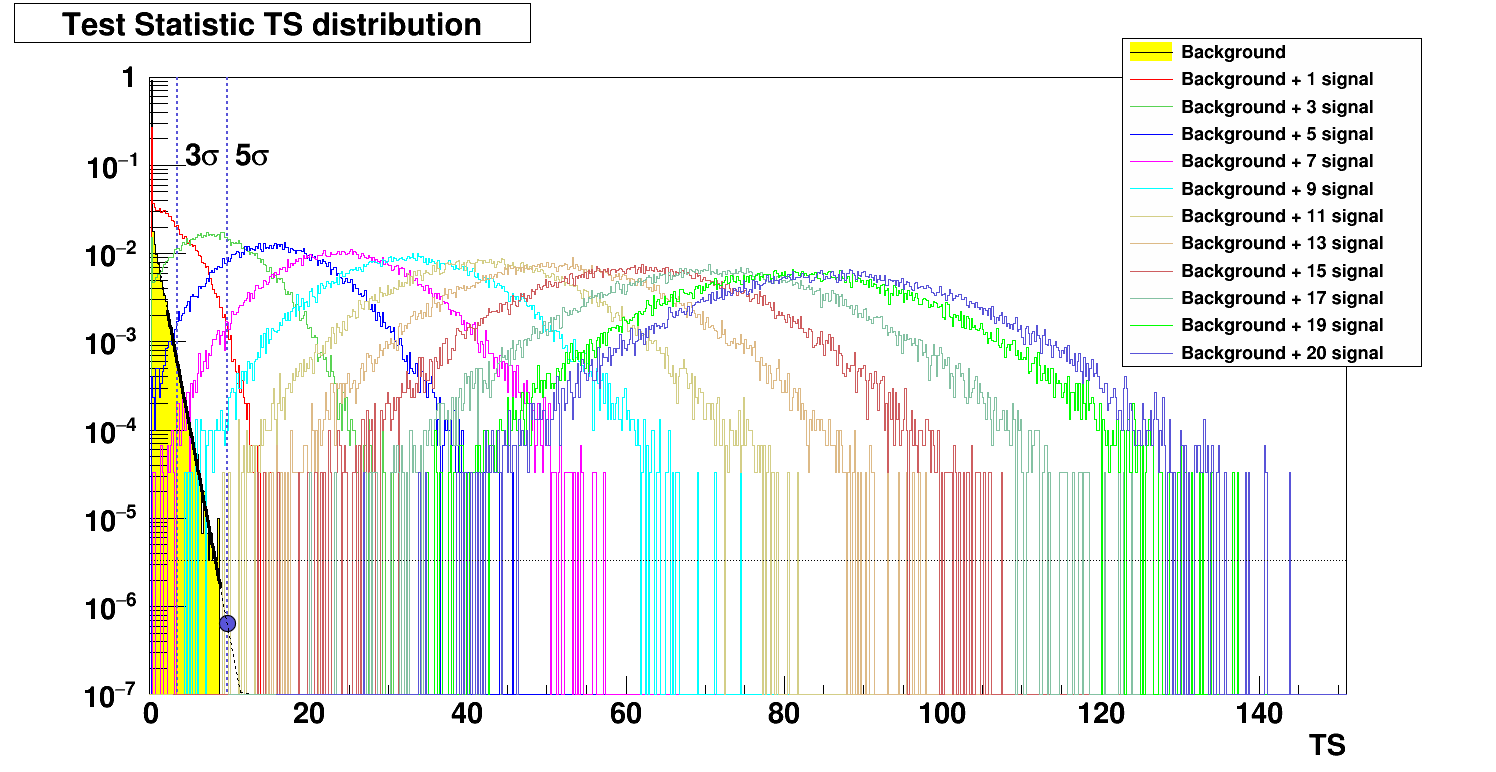 Test Statistic TS distribution
Background
Background + 1 signal
Background + 3 signal
Background + 5 signal
Background + 7 signal
Background + 9 signal
Background + 11 signal
Background + 13 signal
Background + 15 signal
Background + 17 signal
Background + 19 signal
Background + 20 signal
1
10⁻¹
10⁻²
10⁻³
10⁻⁴
10⁻⁵
10⁻⁶
10⁻⁷
3σ 5σ
0 20 40 60 80 100 120 140
TS